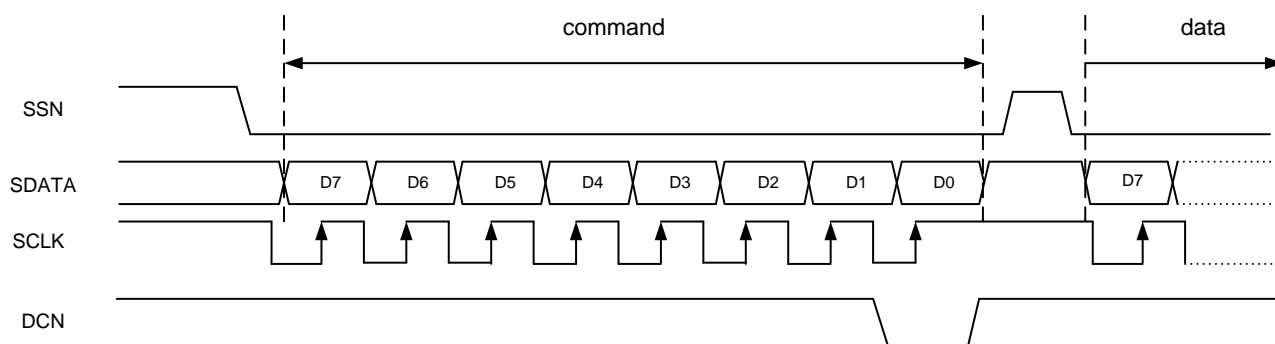 command
data
SSN
SDATA
D7
D6
D5
D4
D3
D2
D1
D0
D7
SCLK
DCN